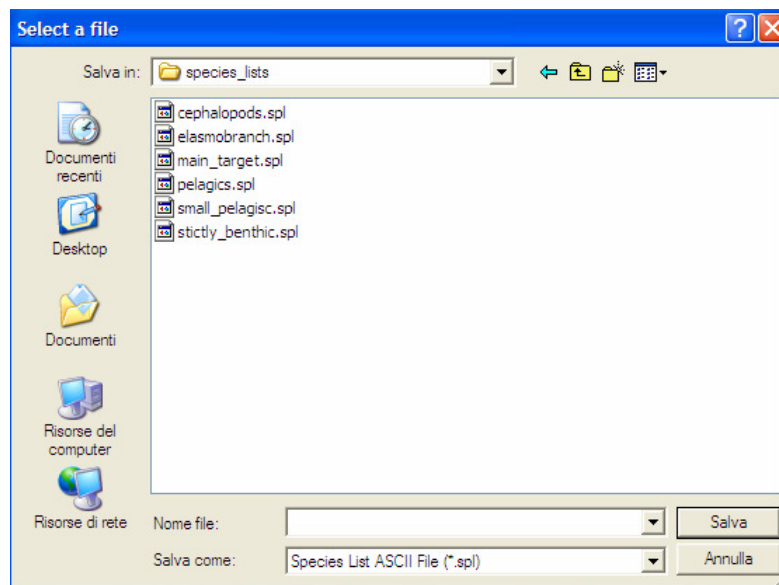 Select a file
Salva in:
species_lists
cephalopods.spl
elasmobranch.spl
main_target.spl
pelagics.spl
small_pelagisc.spl
stictly_benthic.spl
Documenti
recenti
Desktop
Documenti
Risorse del
computer
Risorse di rete
Nome file:
Salva
Salva come:
Species List ASCII File (*.spl)
Annulla